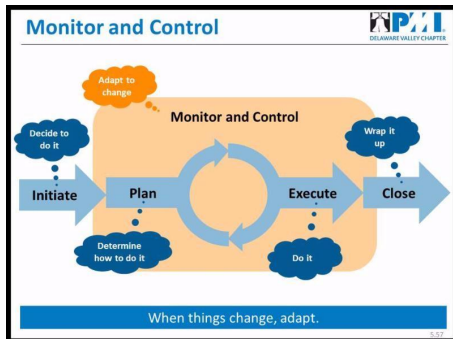 Monitor and Control
PMI
DELAWARE VALLEY CHAPTER
Adapt to
change
Monitor and Control
Decide to
do it
Wrap it
up
Initiate
Plan
Execute
Close
Determine
how to do it
Do it
When things change, adapt.
5.57